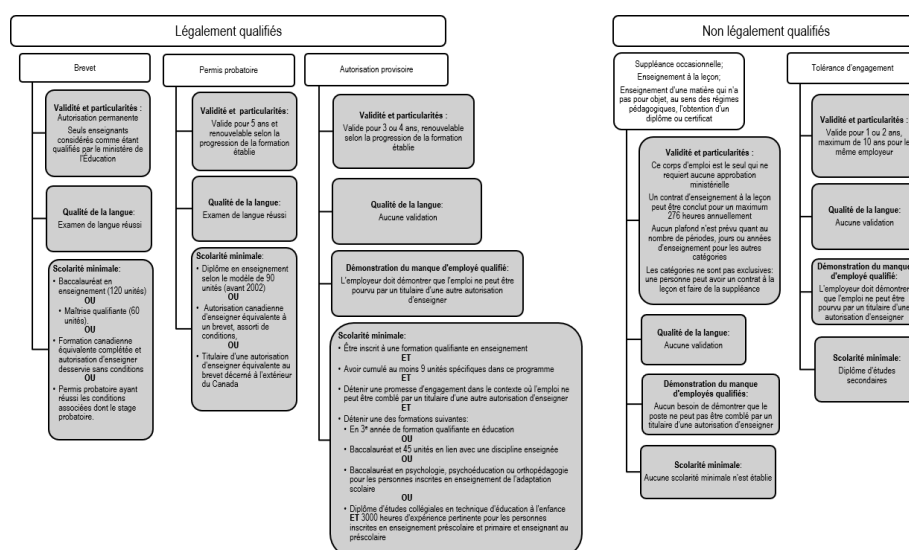 Légalement qualifiés
Brevet
Validité et particularités :
Autorisation permanente
Seuls enseignants
considérés comme étant
qualifiés par le ministère de
l'Éducation
Qualité de la langue:
Examen de langue réussi
Scolarité minimale:
• Baccalauréat en
enseignement (120 unités)
OU
• Maîtrise qualifiante (60
unités),
OU
• Formation canadienne
équivalente complétée et
autorisation d'enseigner
desservie sans conditions
OU
• Permis probatoire ayant
réussi les conditions
associées dont le stage
probatoire.
Permis probatoire
Validité et particularités:
Valide pour 5 ans et
renouvelable selon la
progression de la formation
établie
Qualité de la langue:
Examen de langue réussi
Scolarité minimale:
• Diplôme en enseignement
selon le modèle de 90
unités (avant 2002)
OU
• Autorisation canadienne
d'enseigner équivalente à
un brevet, assorti de
conditions,
OU
• Titulaire d'une autorisation
d'enseigner équivalente au
brevet décerné à l'extérieur
du Canada
Autorisation provisoire
Validité et particularités :
Valide pour 3 ou 4 ans, renouvelable
selon la progression de la formation
établie
Qualité de la langue:
Aucune validation
Démonstration du manque d'employé qualifié:
L'employeur doit démontrer que l'emploi ne peut être
pourvu par un titulaire d'une autre autorisation
d'enseigner
Scolarité minimale:
• Être inscrit à une formation qualifiante en enseignement
ET
• Avoir cumulé au moins 9 unités spécifiques dans ce programme
ET
• Détenir une promesse d'engagement dans le contexte où l'emploi ne
peut être comblé par un titulaire d'une autre autorisation d'enseigner
ET
• Détenir une des formations suivantes:
• En 3e année de formation qualifiante en éducation
OU
• Baccalauréat et 45 unités en lien avec une discipline enseignée
OU
• Baccalauréat en psychologie, psychoéducation ou orthopédagogie
pour les personnes inscrites en enseignement de l'adaptation
scolaire
OU
• Diplôme d'études collégiales en technique d'éducation à l'enfance
ET 3000 heures d'expérience pertinente pour les personnes
inscrites en enseignement préscolaire et primaire et enseignant au
préscolaire
Non légalement qualifiés
Suppléance occasionnelle;
Enseignement à la leçon;
Enseignement d'une matière qui n'a
pas pour objet, au sens des régimes
pédagogiques, l'obtention d'un
diplôme ou certificat
Validité et particularités :
Ce corps d'emploi est le seul qui ne
requiert aucune approbation
ministérielle
Un contrat d'enseignement à la leçon
peut être conclut pour un maximum
276 heures annuellement
Aucun plafond n'est prévu quant au
nombre de périodes, jours ou années
d'enseignement pour les autres
catégories
Les catégories ne sont pas exclusives:
une personne peut avoir un contrat à la
leçon et faire de la suppléance
Qualité de la langue:
Aucune validation
Démonstration du manque
d'employés qualifiés:
Aucun besoin de démontrer que le
poste ne peut pas être comblé par un
titulaire d'une autorisation d'enseigner
Scolarité minimale:
Aucune scolarité minimale n'est établie
Tolérance d'engagement
Validité et particularités :
Valide pour 1 ou 2 ans,
maximum de 10 ans pour le
même employeur
Qualité de la langue:
Aucune validation
Démonstration du manque
d'employé qualifié:
L'employeur doit démontrer
que l'emploi ne peut être
pourvu par un titulaire d'une
autorisation d'enseigner
Scolarité minimale:
Diplôme d'études
secondaires